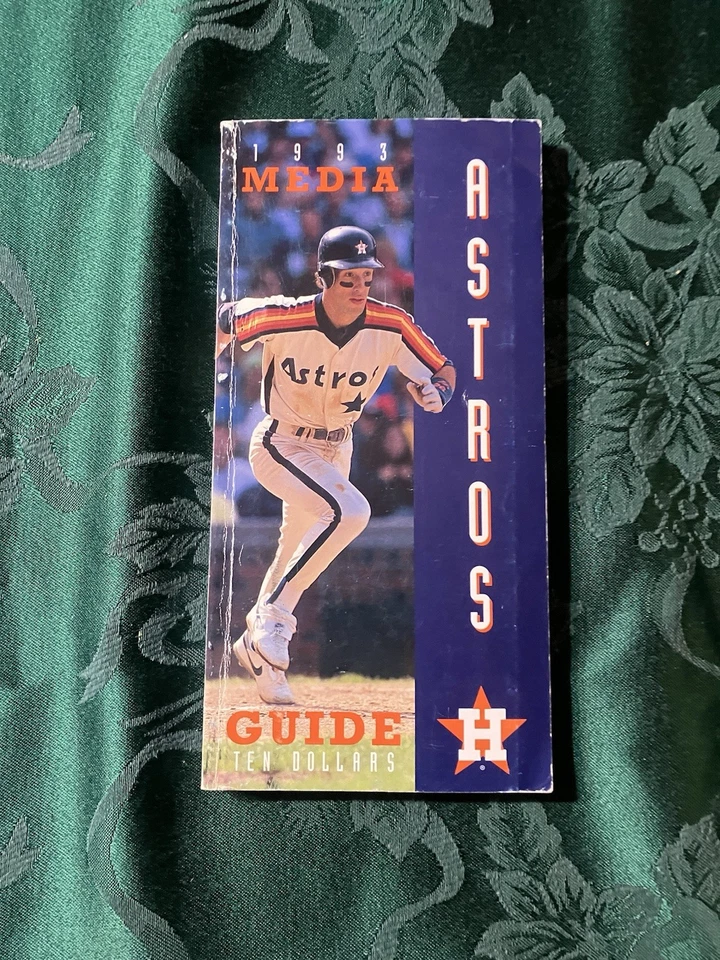 1993
MEDIA
ASTROS
Astros
GUIDE
TEN DOLLARS
H